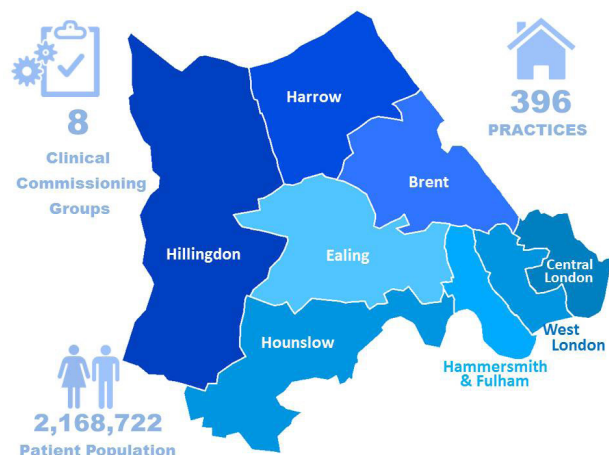 8
Clinical
Commissioning
Groups
396
PRACTICES
Harrow
Brent
Hillingdon
Ealing
Central
London
West
London
Hounslow
Hammersmith
& Fulham
2,168,722
Patient Population